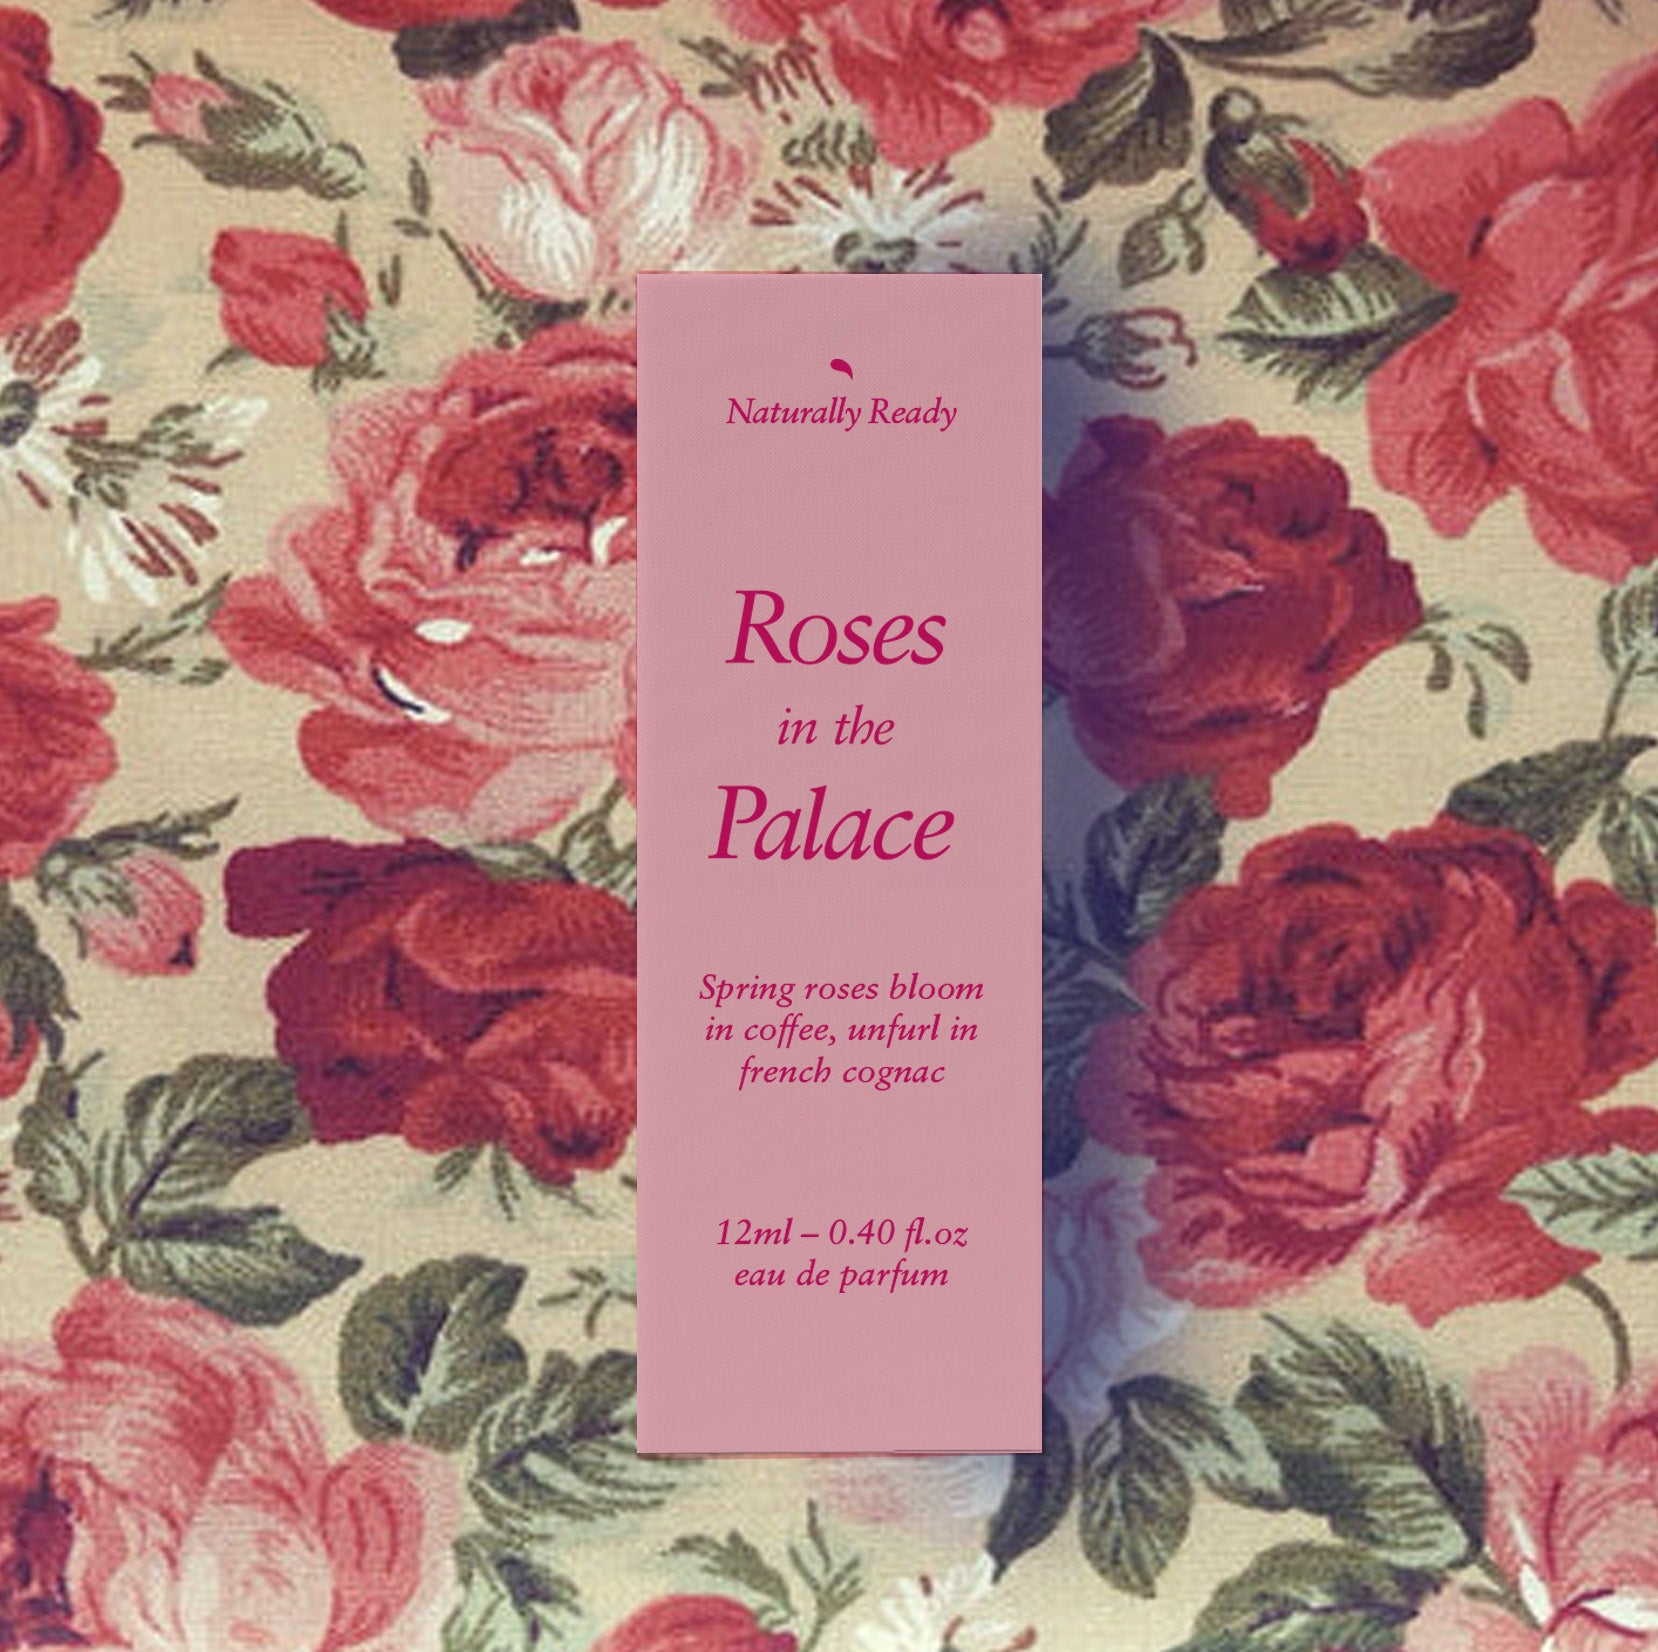 Naturally Ready
Roses
in the
Palace
Spring roses bloom
in coffee, unfurl in
french cognac
12ml – 0.40 fl.oz
eau de parfum